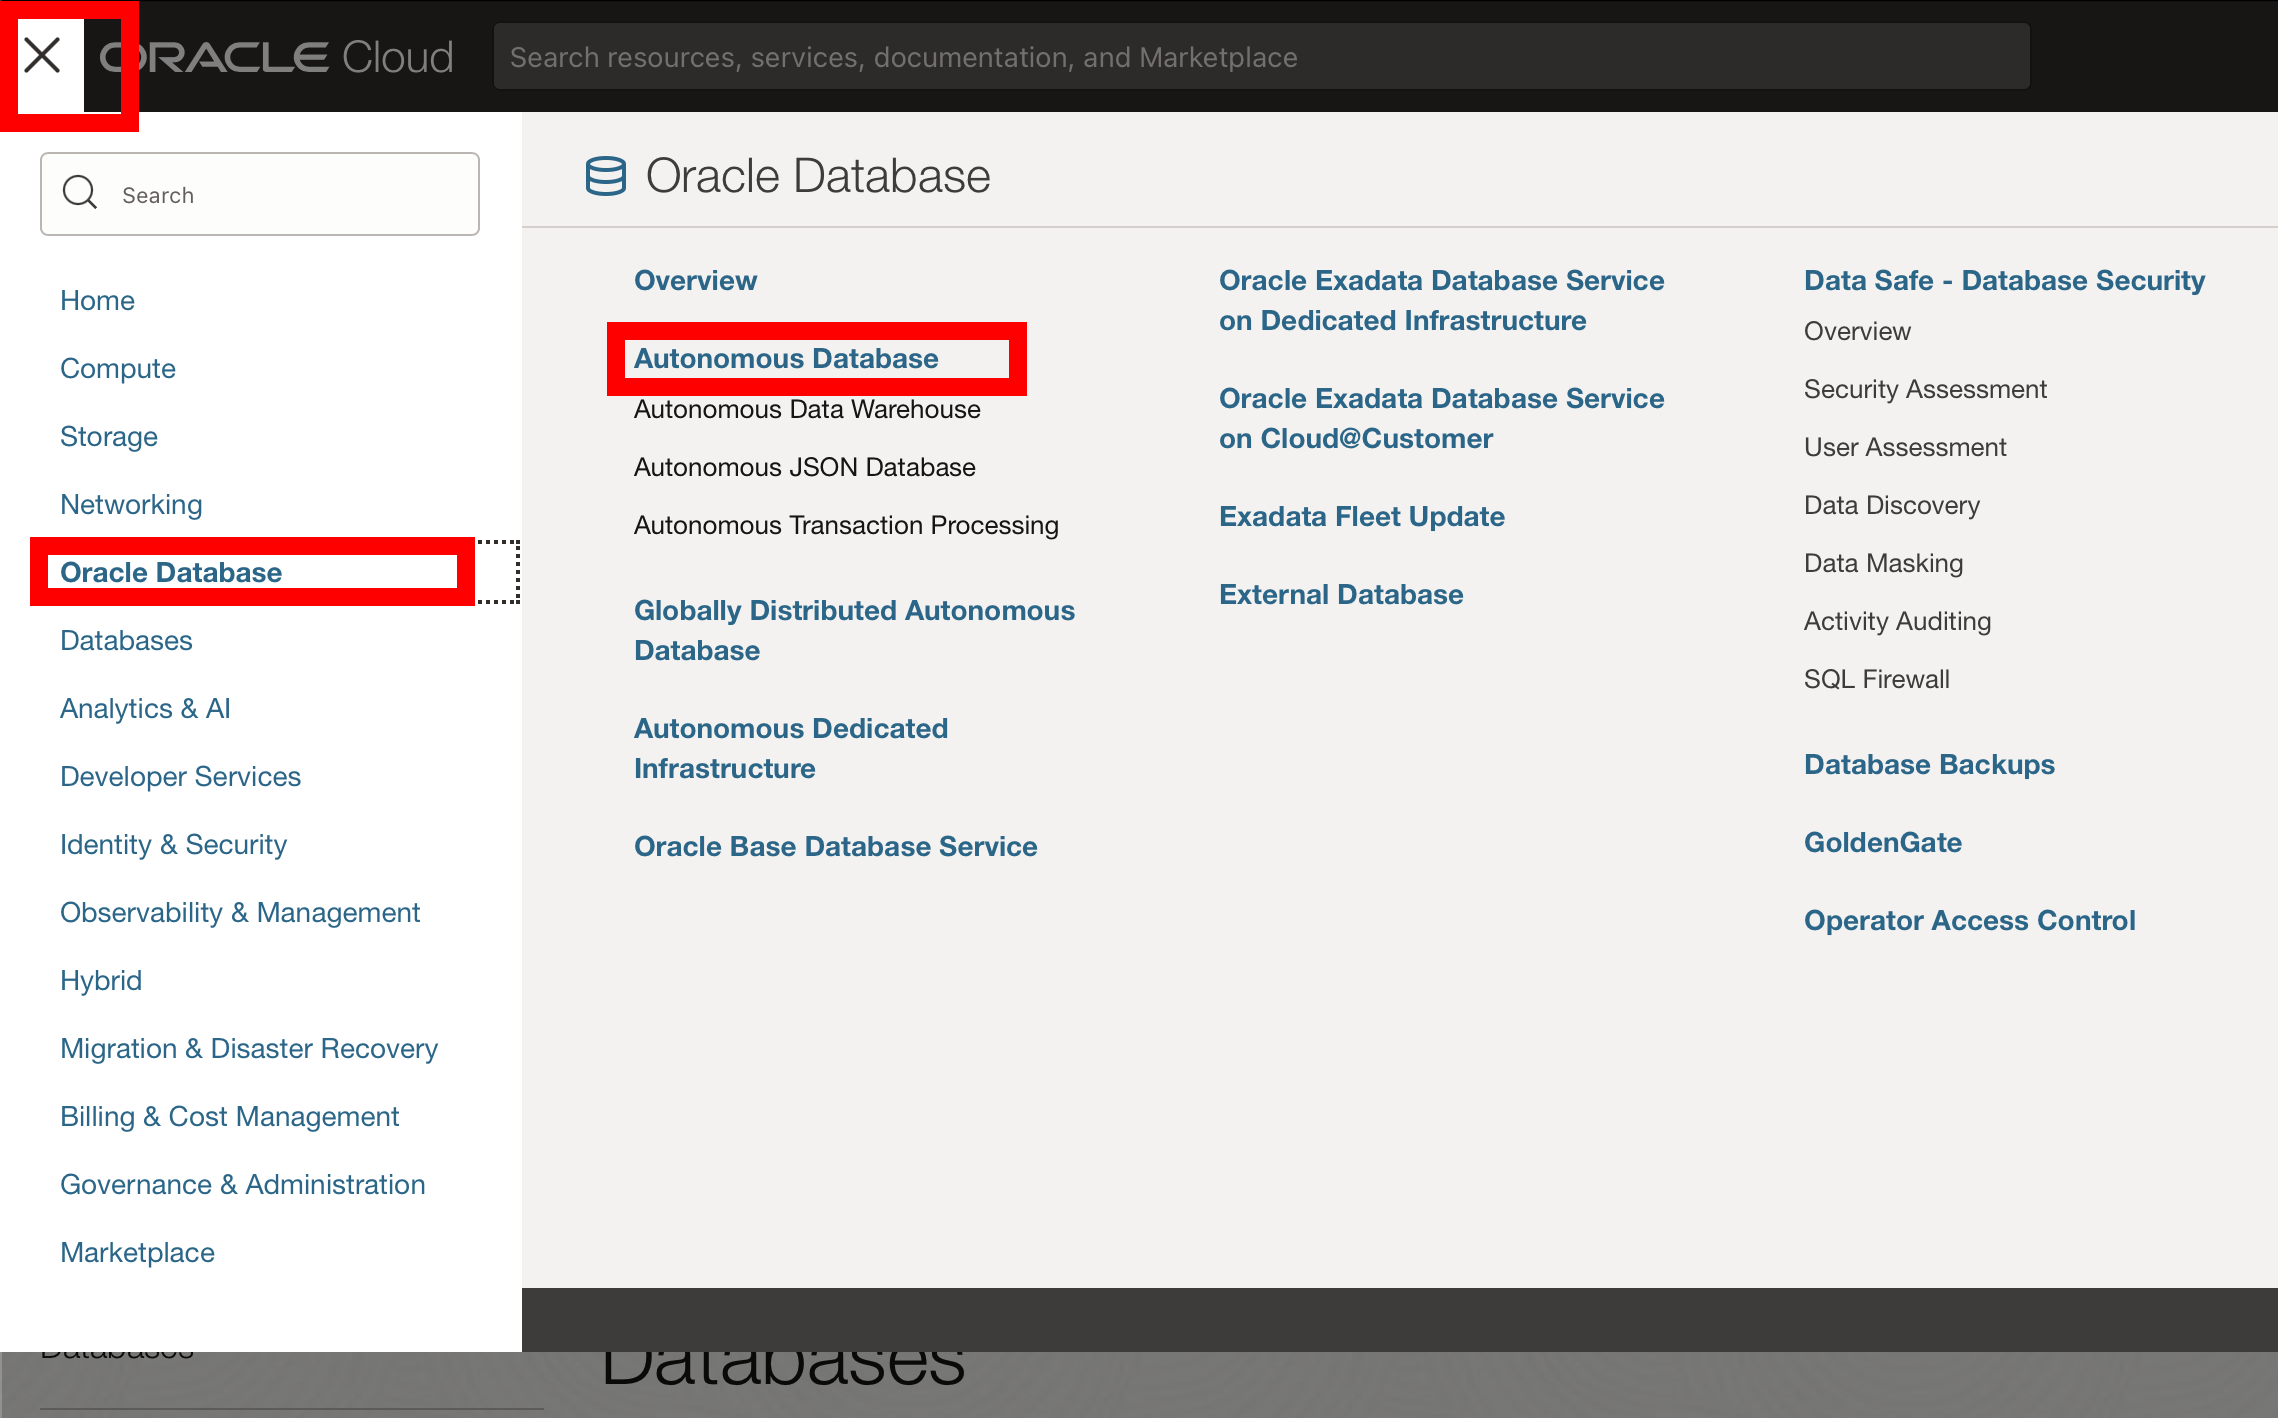 ORACLE Cloud
Search resources, services, documentation, and Marketplace
Search
Home
Compute
Storage
Networking
Oracle Database
Databases
Analytics & AI
Developer Services
Identity & Security
Observability & Management
Hybrid
Migration & Disaster Recovery
Billing & Cost Management
Governance & Administration
Marketplace
Oracle Database
Overview
Autonomous Database
Autonomous Data Warehouse
Autonomous JSON Database
Autonomous Transaction Processing
Globally Distributed Autonomous
Database
Autonomous Dedicated
Infrastructure
Oracle Base Database Service
Oracle Exadata Database Service
on Dedicated Infrastructure
Oracle Exadata Database Service
on Cloud@Customer
Exadata Fleet Update
External Database
Data Safe - Database Security
Overview
Security Assessment
User Assessment
Data Discovery
Data Masking
Activity Auditing
SQL Firewall
Database Backups
GoldenGate
Operator Access Control
Databases
Databases